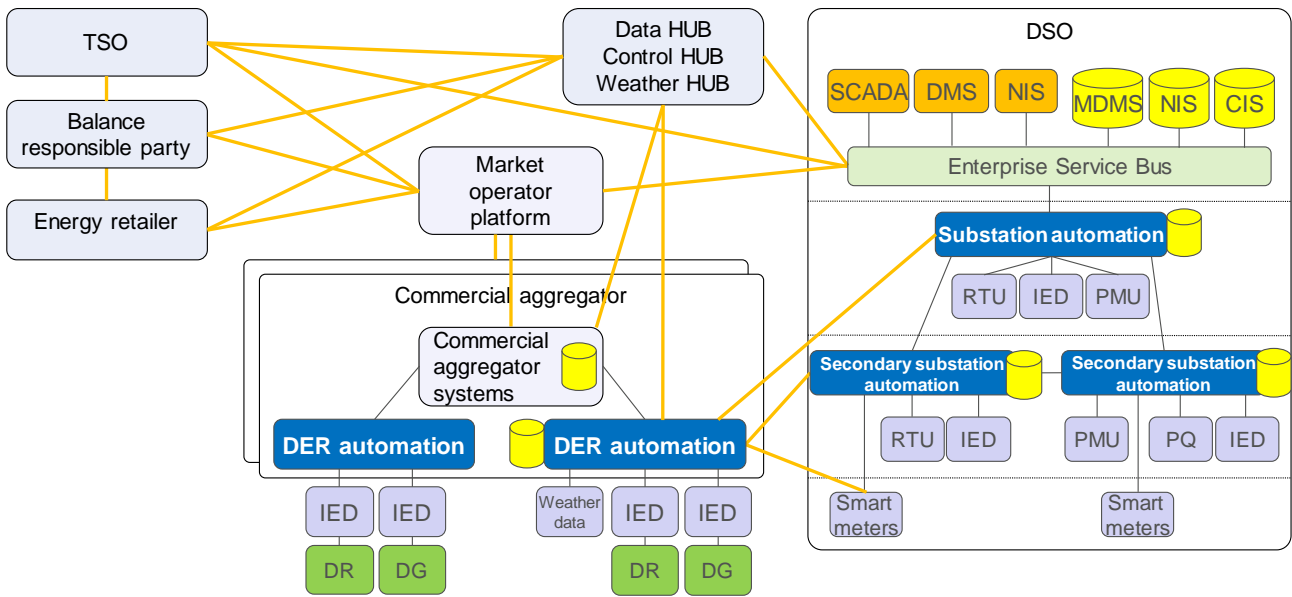 TSO
Balance
responsible party
Energy retailer
Data HUB
Control HUB
Weather HUB
Market
operator
platform
Commercial aggregator
Commercial
aggregator
systems
DER automation
DER automation
IED
IED
Weather
data
IED
IED
DR
DG
DR
DG
DSO
SCADA
DMS
NIS
MDMS
NIS
CIS
Enterprise Service Bus
Substation automation
RTU
IED
PMU
Secondary substation
automation
Secondary substation
automation
RTU
IED
PMU
PQ
IED
Smart
meters
Smart
meters